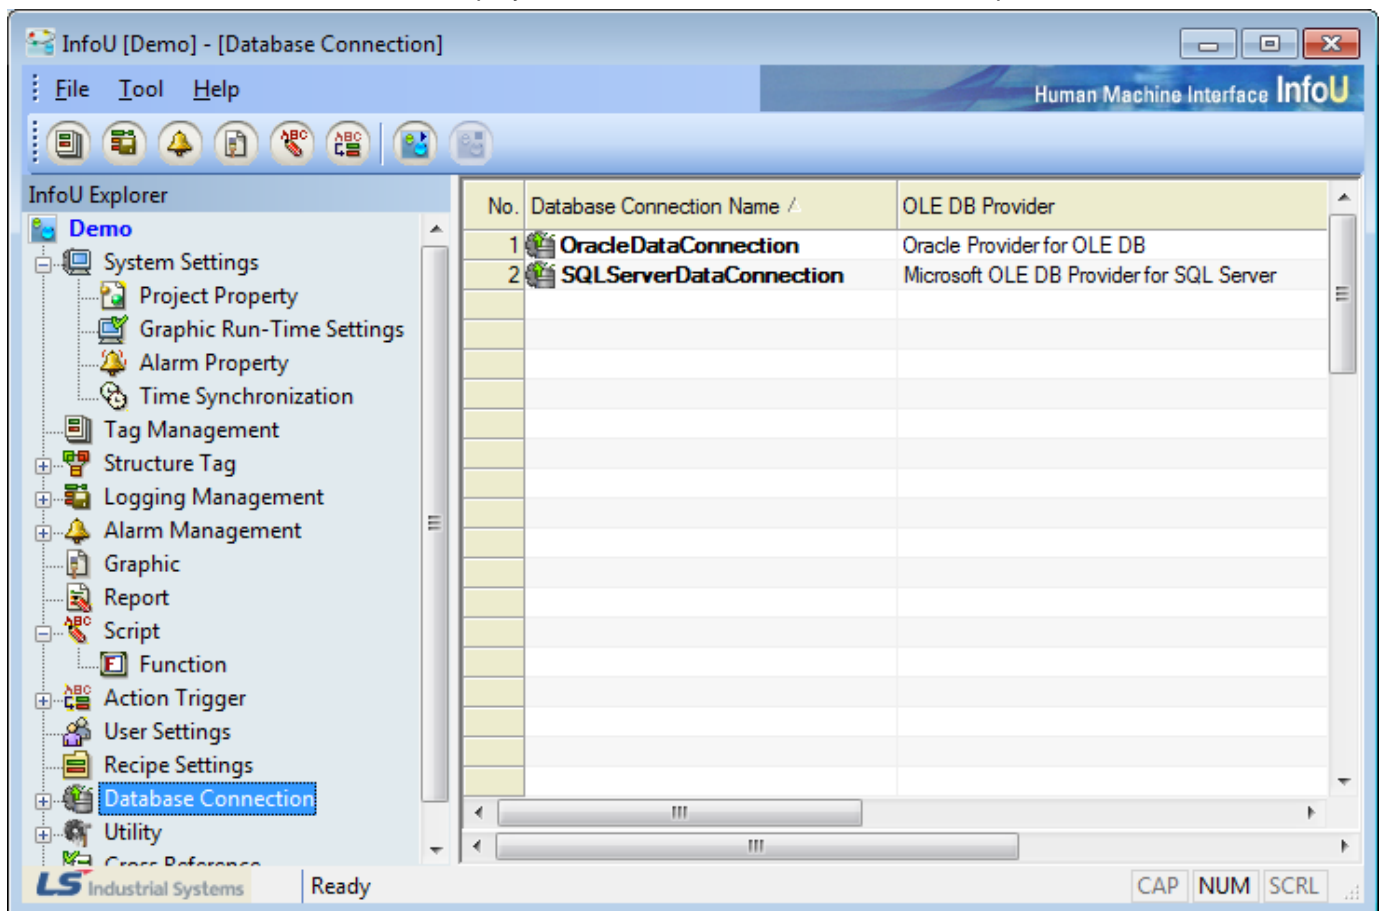 InfoU [Demo] - [Database Connection]
File Tool Help
Human Machine Interface InfoU
InfoU Explorer
Demo
System Settings
Project Property
Graphic Run-Time Settings
Alarm Property
Time Synchronization
Tag Management
Structure Tag
Logging Management
Alarm Management
Graphic
Report
Script
Function
Action Trigger
User Settings
Recipe Settings
Database Connection
Utility
Cross Reference
No. Database Connection Name OLE DB Provider
1 OracleDataConnection Oracle Provider for OLE DB
2 SQLServerDataConnection Microsoft OLE DB Provider for SQL Server
LS Industrial Systems Ready CAP NUM SCRL